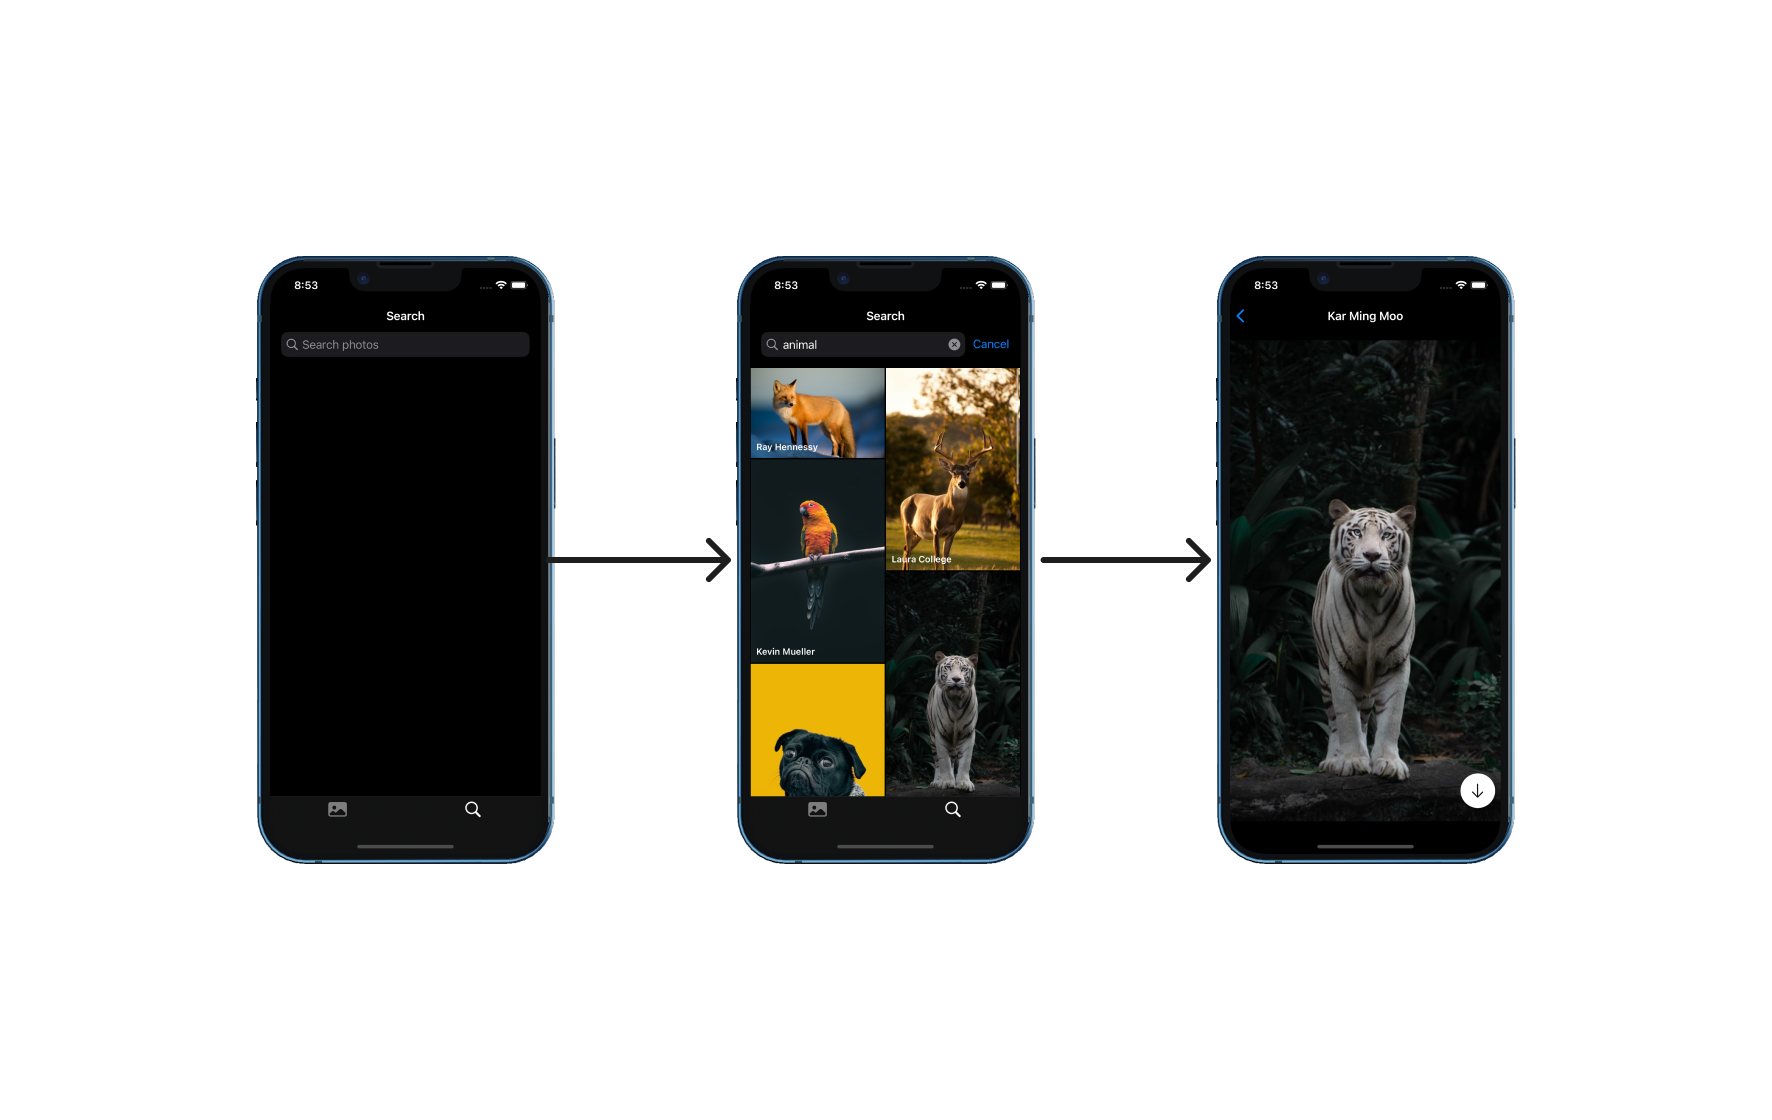 8:53
Search
Search photos
8:53
Search
animal
Cancel
Ray Hennessy
Laura College
Kevin Mueller
8:53
Kar Ming Moo